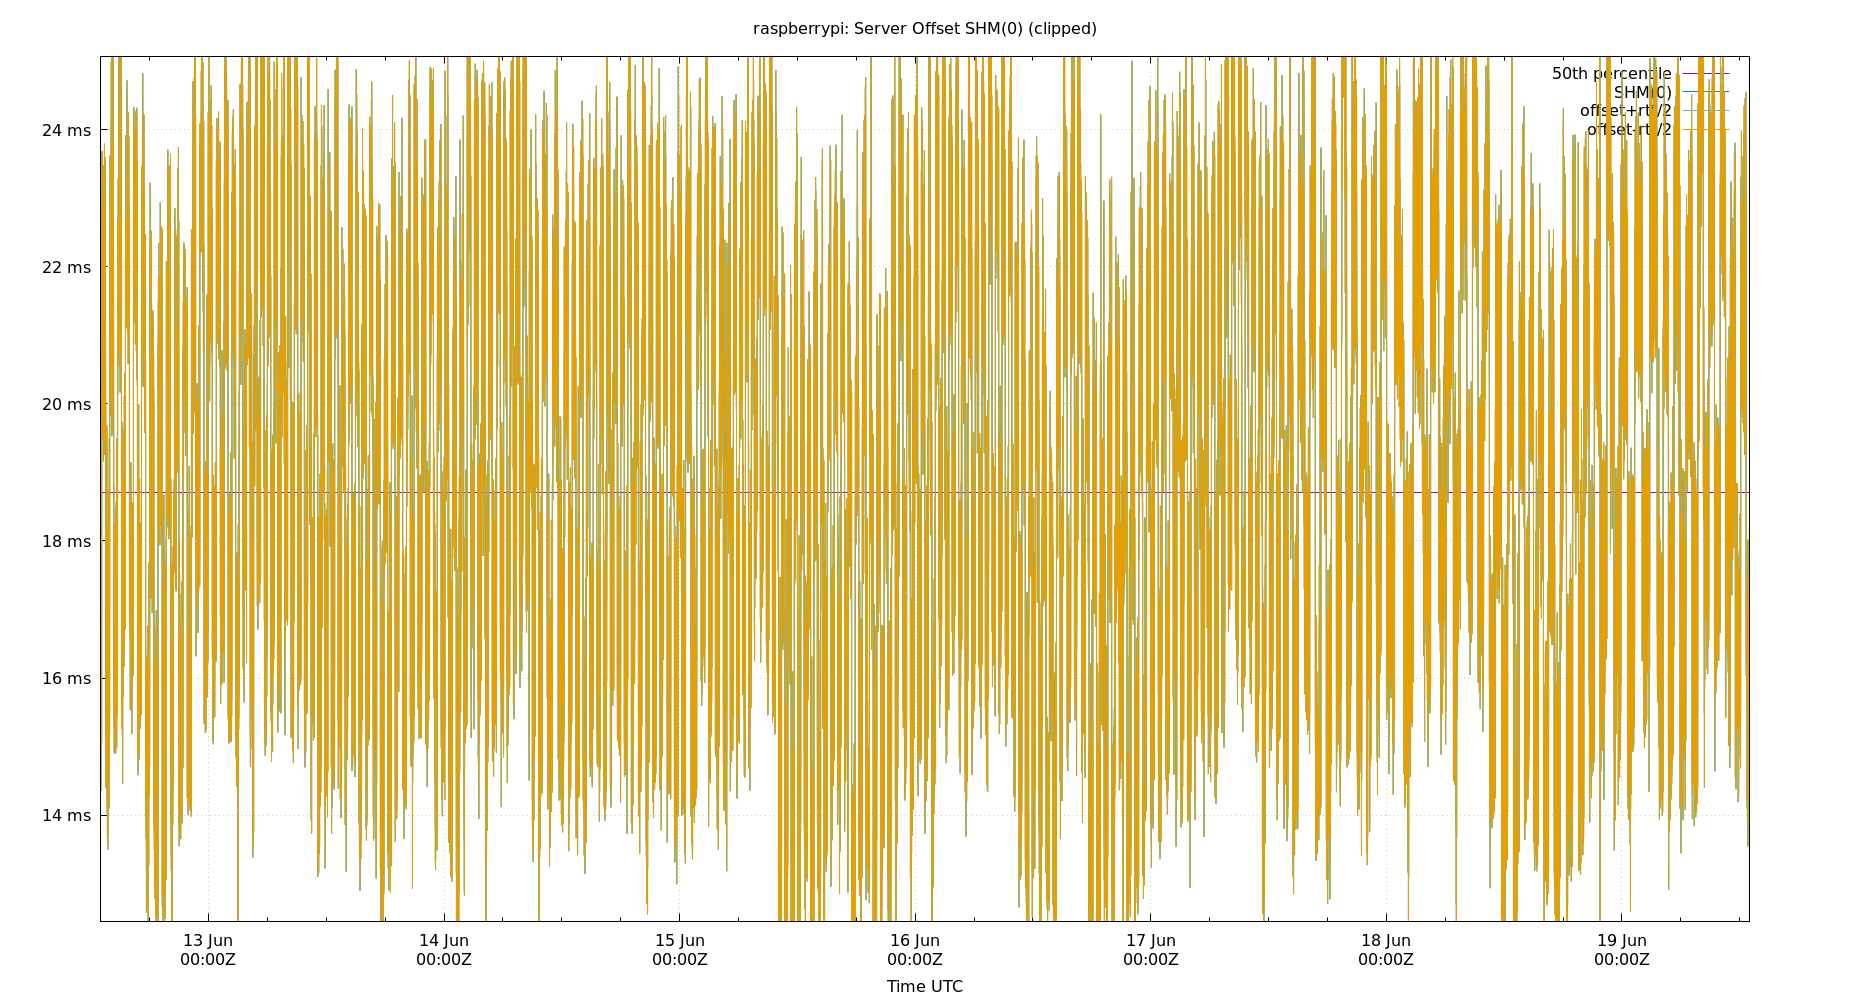 raspberrypi: Server Offset SHM(0) (clipped)
50th percentile
SHM(0)
offset+rtt/2
offset-rtt/2
24 ms
22 ms
20 ms
18 ms
16 ms
14 ms
13 Jun 14 Jun 15 Jun 16 Jun 17 Jun 18 Jun 19 Jun
00:00Z 00:00Z 00:00Z 00:00Z 00:00Z 00:00Z 00:00Z
Time UTC